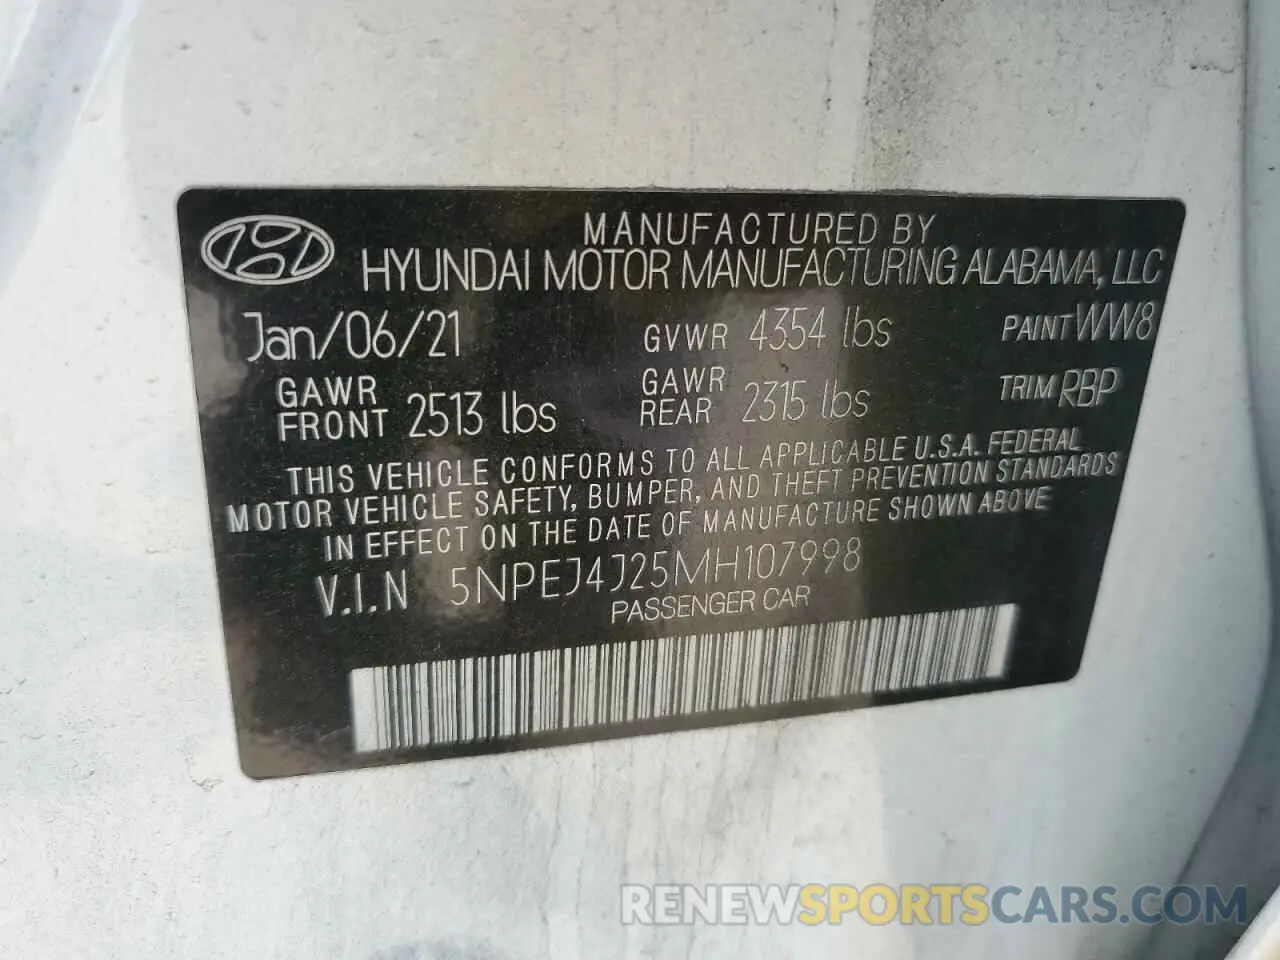 MANUFACTURED BY
HYUNDAI MOTOR MANUFACTURING ALABAMA, LLC
Jan/06/21 GVWR 4354 lbs PAINT WW8
GAWR FRONT 2513 lbs GAWR REAR 2315 lbs TRIM RBP
THIS VEHICLE CONFORMS TO ALL APPLICABLE U.S.A. FEDERAL
MOTOR VEHICLE SAFETY, BUMPER, AND THEFT PREVENTION STANDARDS
IN EFFECT ON THE DATE OF MANUFACTURE SHOWN ABOVE
V.I.N 5NPEJ4J25MH107998
PASSENGER CAR
RENEWSPORTSCARS.COM